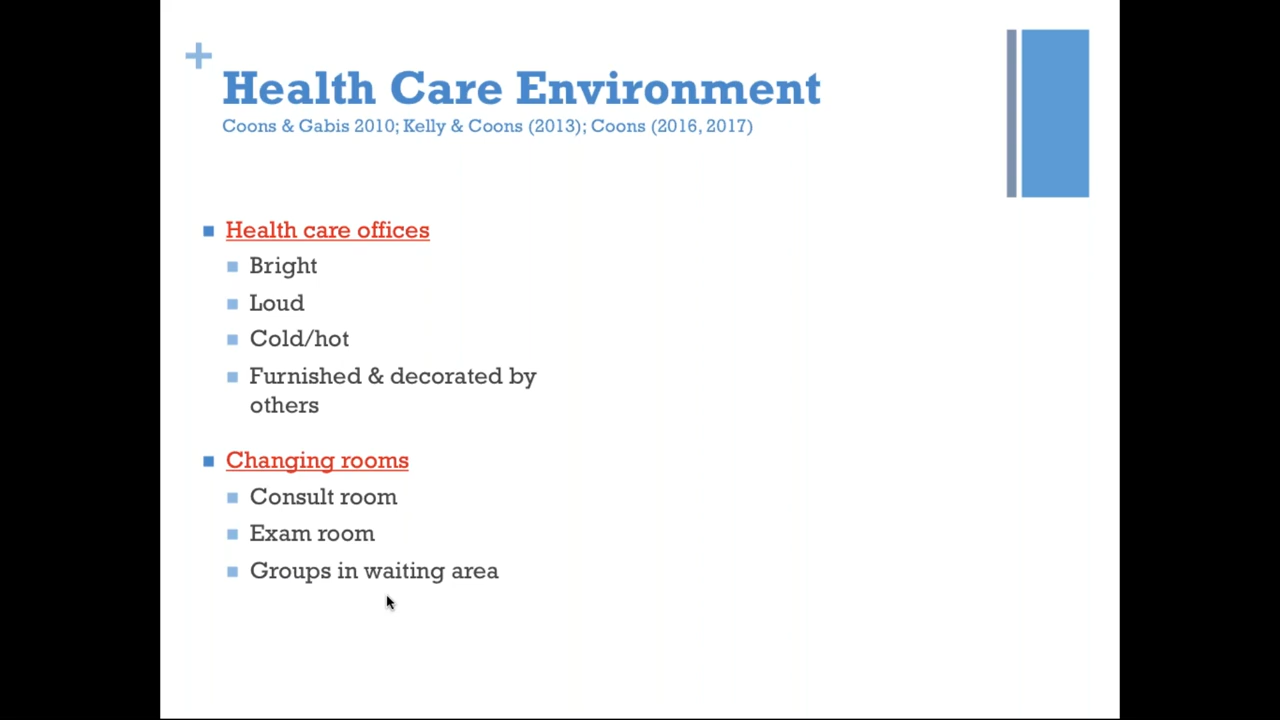 Health Care Environment
Coons & Gabis 2010; Kelly & Coons (2013); Coons (2016, 2017)
Health care offices
Bright
Loud
Cold/hot
Furnished & decorated by
others
Changing rooms
Consult room
Exam room
Groups in waiting area